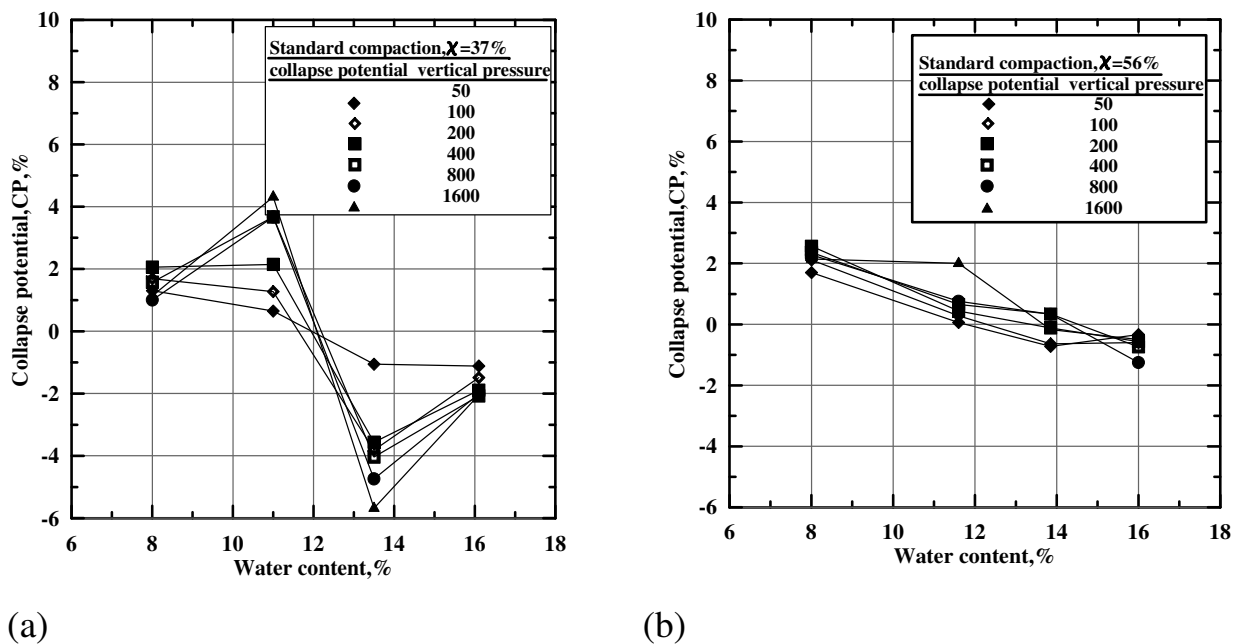 10
8
6
4
2
0
-2
-4
-6
6 8 10 12 14 16 18
Water content,%
Collapse potential,CP,%
Standard compaction,χ=37%
collapse potential vertical pressure
50
100
200
400
800
1600
(a)
10
8
6
4
2
0
-2
-4
-6
6 8 10 12 14 16 18
Water content,%
Collapse potential,CP,%
Standard compaction,χ=56%
collapse potential vertical pressure
50
100
200
400
800
1600
(b)